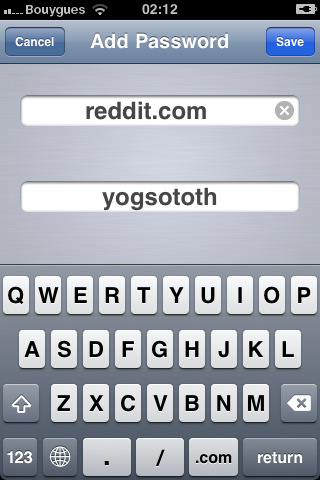 Bouygues 02:12
Cancel Add Password Save
reddit.com
yogsototh
Q W E R T Y U I O P
A S D F G H J K L
Z X C V B N M
123 . / .com return